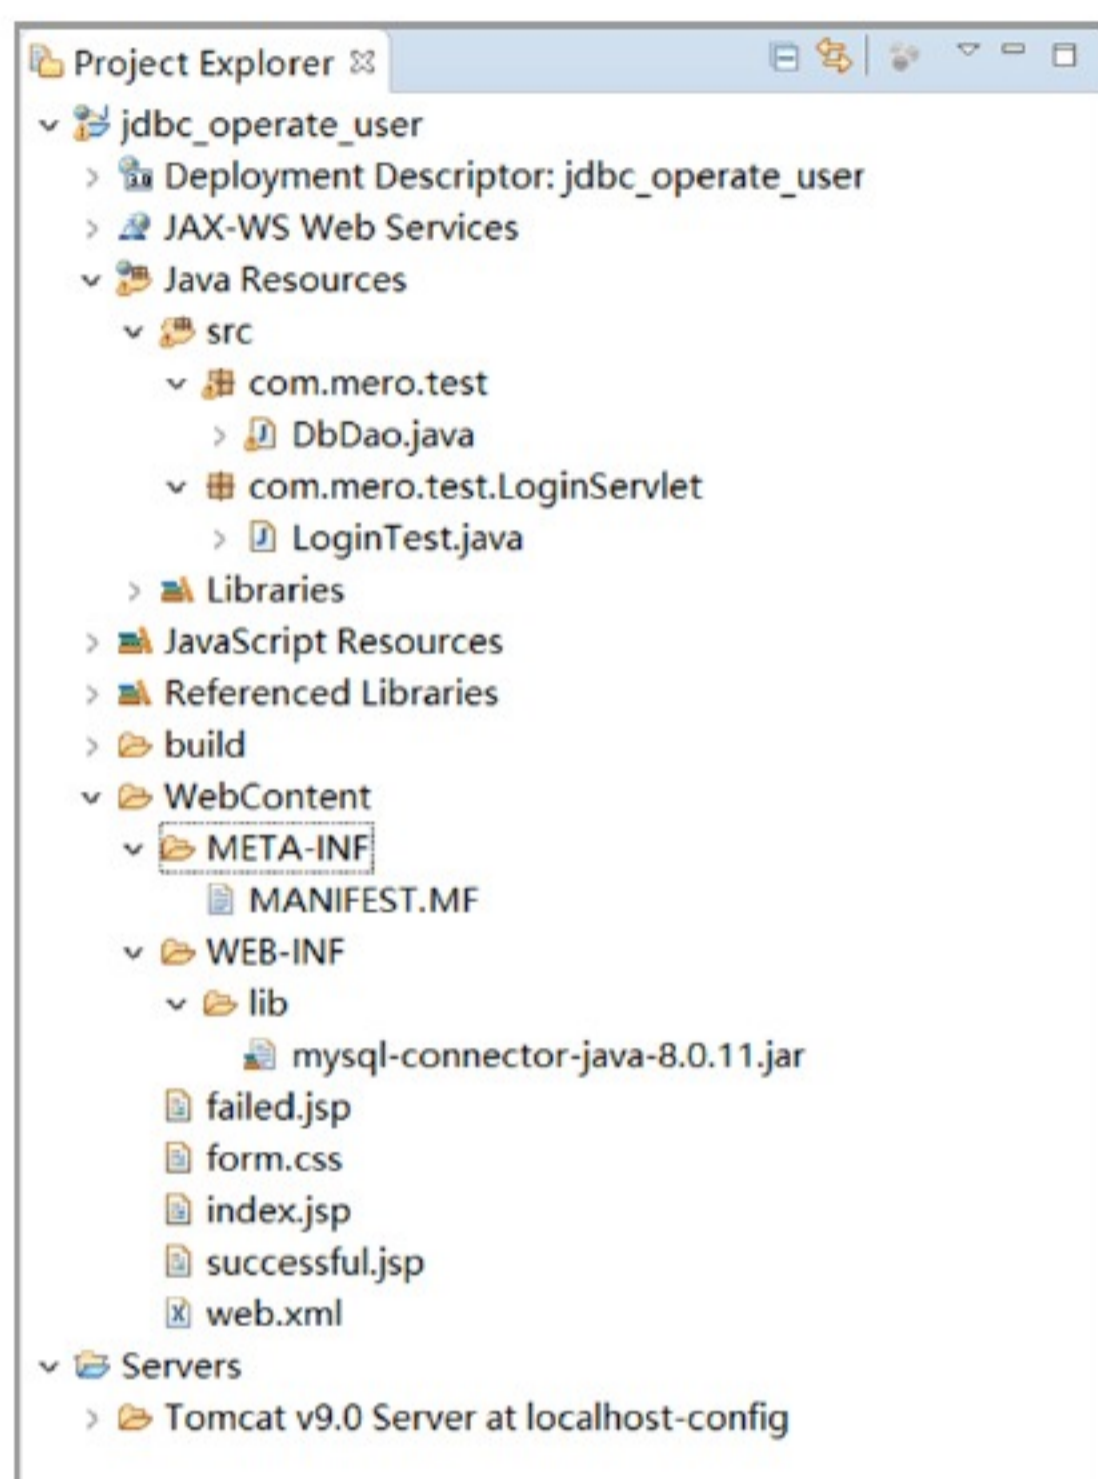 Project Explorer
jdbc_operate_user
Deployment Descriptor: jdbc_operate_user
JAX-WS Web Services
Java Resources
src
com.mero.test
DbDao.java
com.mero.test.LoginServlet
LoginTest.java
Libraries
JavaScript Resources
Referenced Libraries
build
WebContent
META-INF
MANIFEST.MF
WEB-INF
lib
mysql-connector-java-8.0.11.jar
failed.jsp
form.css
index.jsp
successful.jsp
web.xml
Servers
Tomcat v9.0 Server at localhost-config